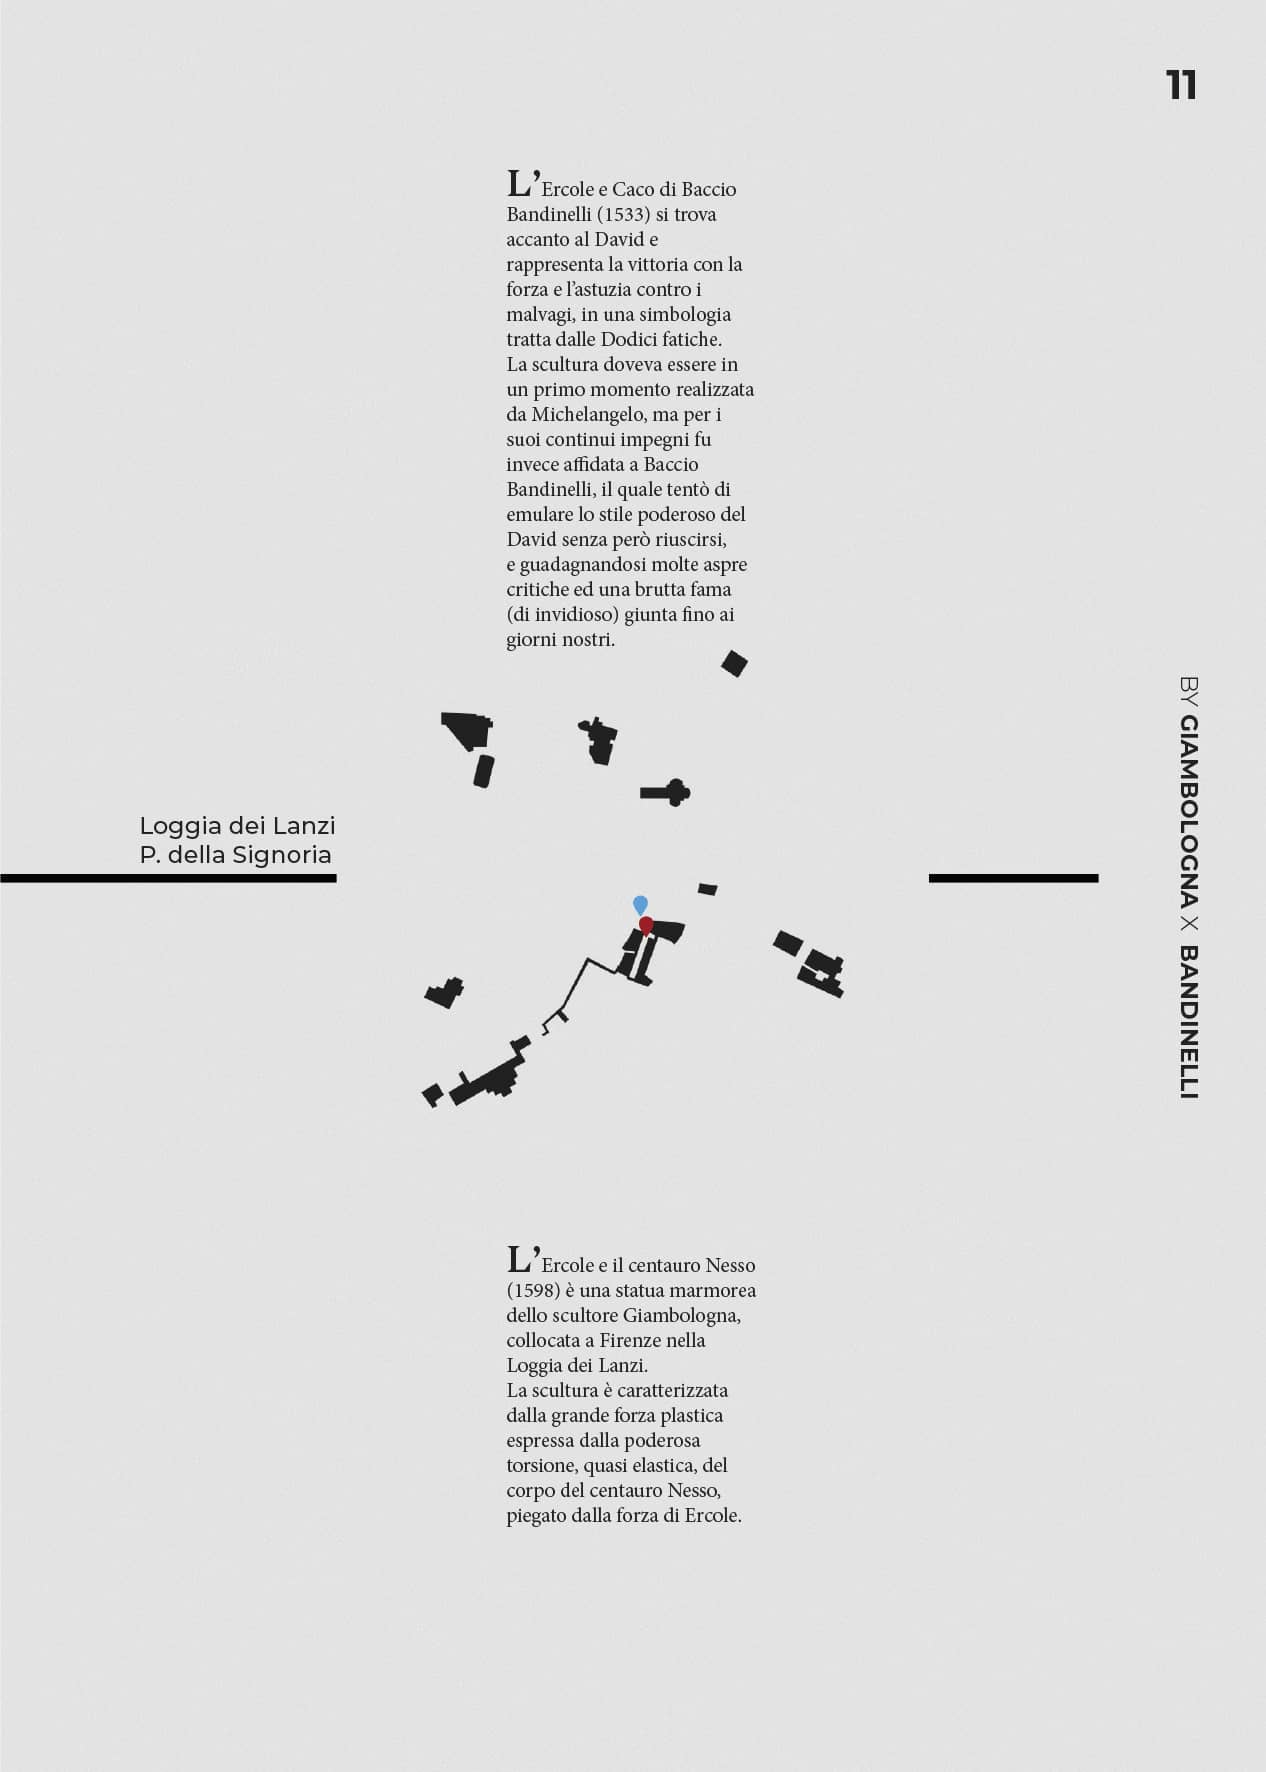 11
L’Ercole e Caco di Baccio
Bandinelli (1533) si trova
accanto al David e
rappresenta la vittoria con la
forza e l’astuzia contro i
malvagi, in una simbologia
tratta dalle Dodici fatiche.
La scultura doveva essere in
un primo momento realizzata
da Michelangelo, ma per i
suoi continui impegni fu
invece affidata a Baccio
Bandinelli, il quale tentò di
emulare lo stile poderoso del
David senza però riuscirsi,
e guadagnandosi molte aspre
critiche ed una brutta fama
(di invidioso) giunta fino ai
giorni nostri.
Loggia dei Lanzi
P. della Signoria
BY GIAMBOLOGNA X BANDINELLI
L’Ercole e il centauro Nesso
(1598) è una statua marmorea
dello scultore Giambologna,
collocata a Firenze nella
Loggia dei Lanzi.
La scultura è caratterizzata
dalla grande forza plastica
espressa dalla poderosa
torsione, quasi elastica, del
corpo del centauro Nesso,
piegato dalla forza di Ercole.